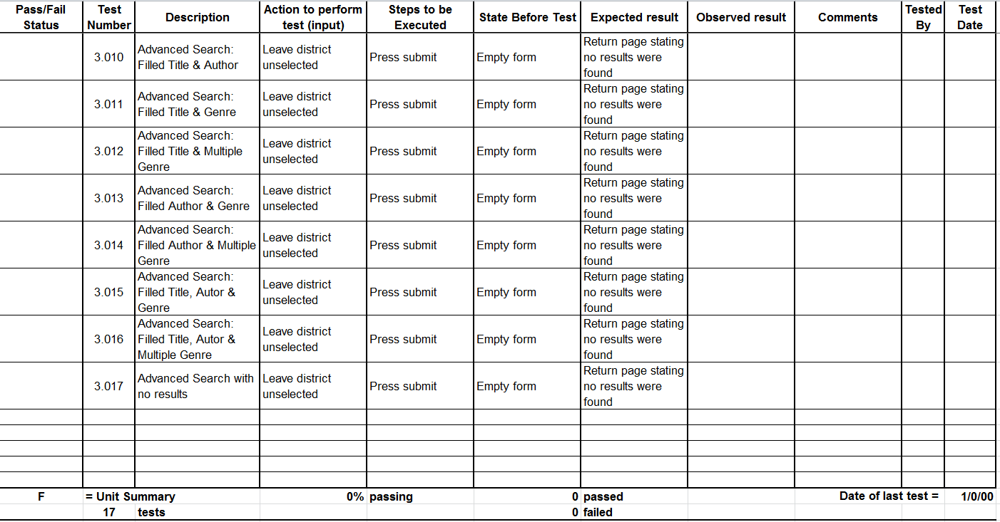 Pass/Fail Status Test Number Description Action to perform test (input) Steps to be Executed State Before Test Expected result Observed result Comments Tested By Test Date
3.010 Advanced Search: Filled Title & Author Leave district unselected Press submit Empty form Return page stating no results were found
3.011 Advanced Search: Filled Title & Genre Leave district unselected Press submit Empty form Return page stating no results were found
3.012 Advanced Search: Filled Title & Multiple Genre Leave district unselected Press submit Empty form Return page stating no results were found
3.013 Advanced Search: Filled Author & Genre Leave district unselected Press submit Empty form Return page stating no results were found
3.014 Advanced Search: Filled Author & Multiple Genre Leave district unselected Press submit Empty form Return page stating no results were found
3.015 Advanced Search: Filled Title, Autor & Genre Leave district unselected Press submit Empty form Return page stating no results were found
3.016 Advanced Search: Filled Title, Autor & Multiple Genre Leave district unselected Press submit Empty form Return page stating no results were found
3.017 Advanced Search with no results Leave district unselected Press submit Empty form Return page stating no results were found
F = Unit Summary 0% passing 0 passed Date of last test = 1/0/00
17 tests 0 failed